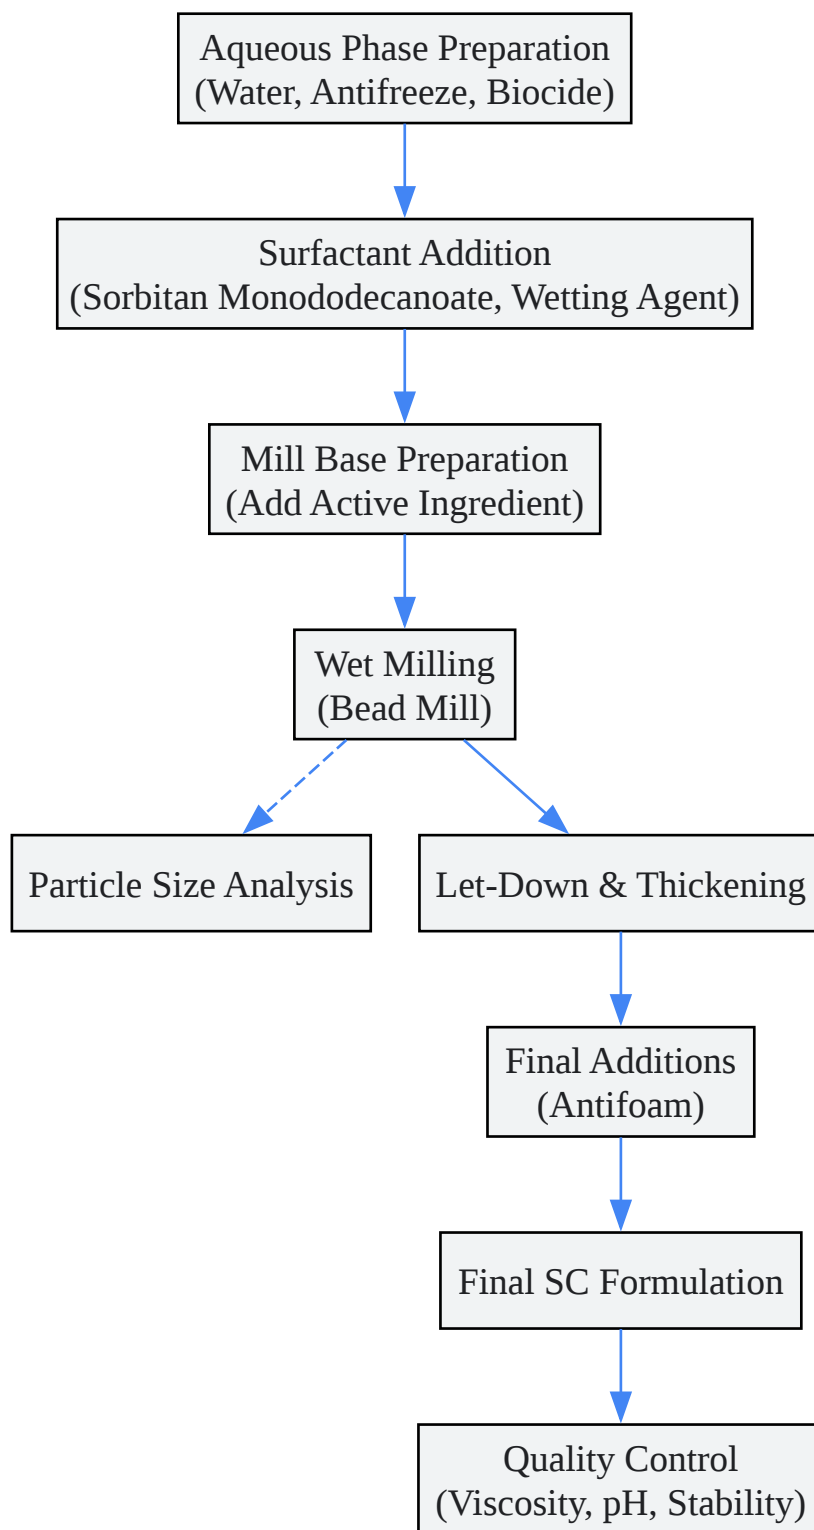 Aqueous Phase Preparation
(Water, Antifreeze, Biocide)
Surfactant Addition
(Sorbitan Monododecanoate, Wetting Agent)
Mill Base Preparation
(Add Active Ingredient)
Wet Milling
(Bead Mill)
Particle Size Analysis
Let-Down & Thickening
Final Additions
(Antifoam)
Final SC Formulation
Quality Control
(Viscosity, pH, Stability)